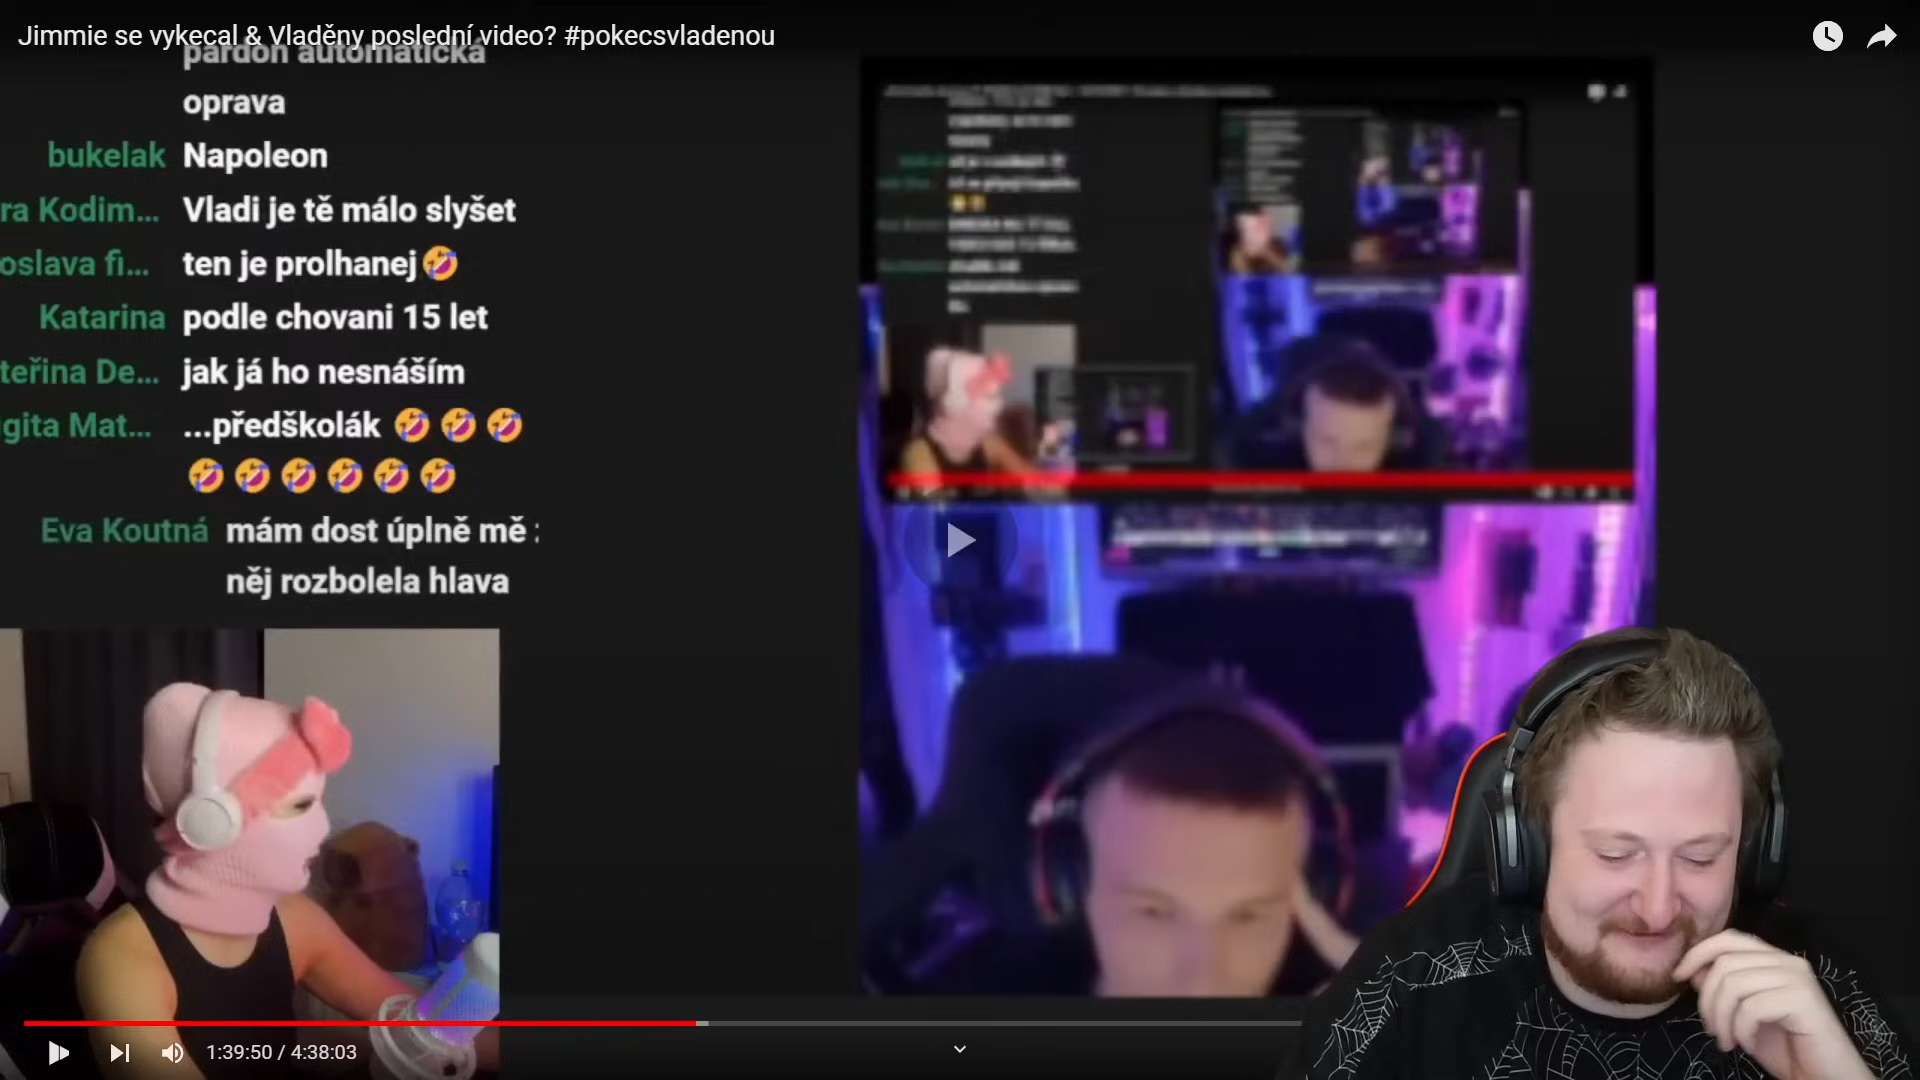 Jimmie se vykecal & Vladěny poslední video? #pokecsvladenou
pardon automatická
oprava
bukelak Napoleon
ra Kodim... Vladi je tě málo slyšet
oslava fi... ten je prolhanej🤣
Katarina podle chovani 15 let
teřina De... jak já ho nesnáším
gita Mat... ...předškolák 🤣 🤣 🤣
🤣 🤣 🤣 🤣 🤣 🤣
Eva Koutná mám dost úplně mě z
něj rozbolela hlava
1:39:50 / 4:38:03